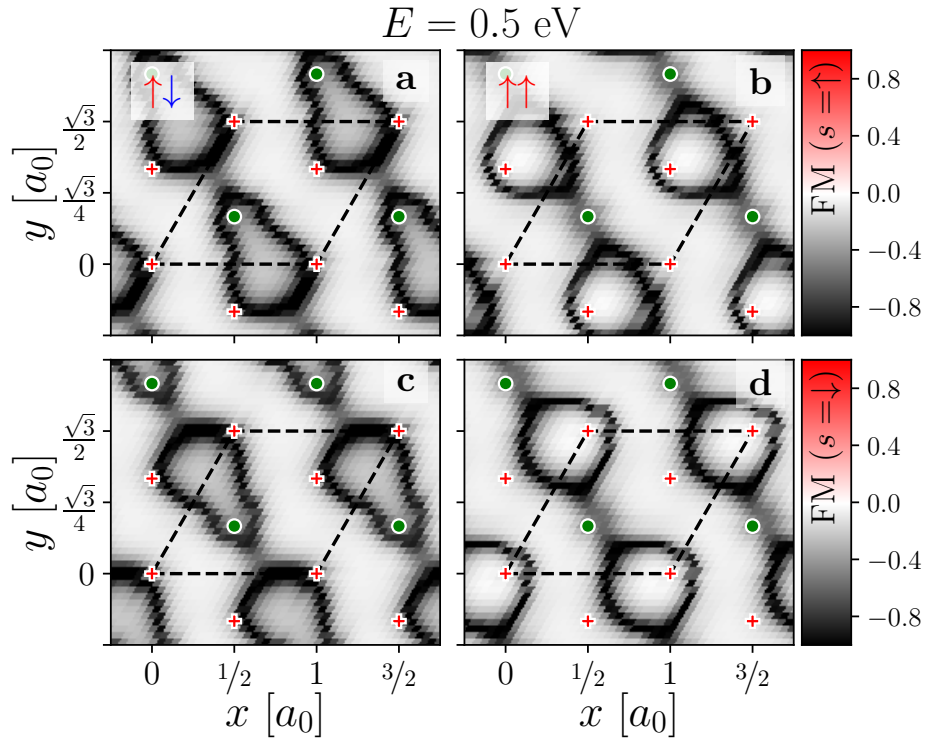 E = 0.5 eV
↑↓ a
↑↑ b
c
d
y [a₀]
√3/2
√3/4
0
y [a₀]
√3/2
√3/4
0
0 1/2 1 3/2
x [a₀]
0 1/2 1 3/2
x [a₀]
FM (s =↑)
0.8
0.4
0.0
−0.4
−0.8
FM (s =↓)
0.8
0.4
0.0
−0.4
−0.8